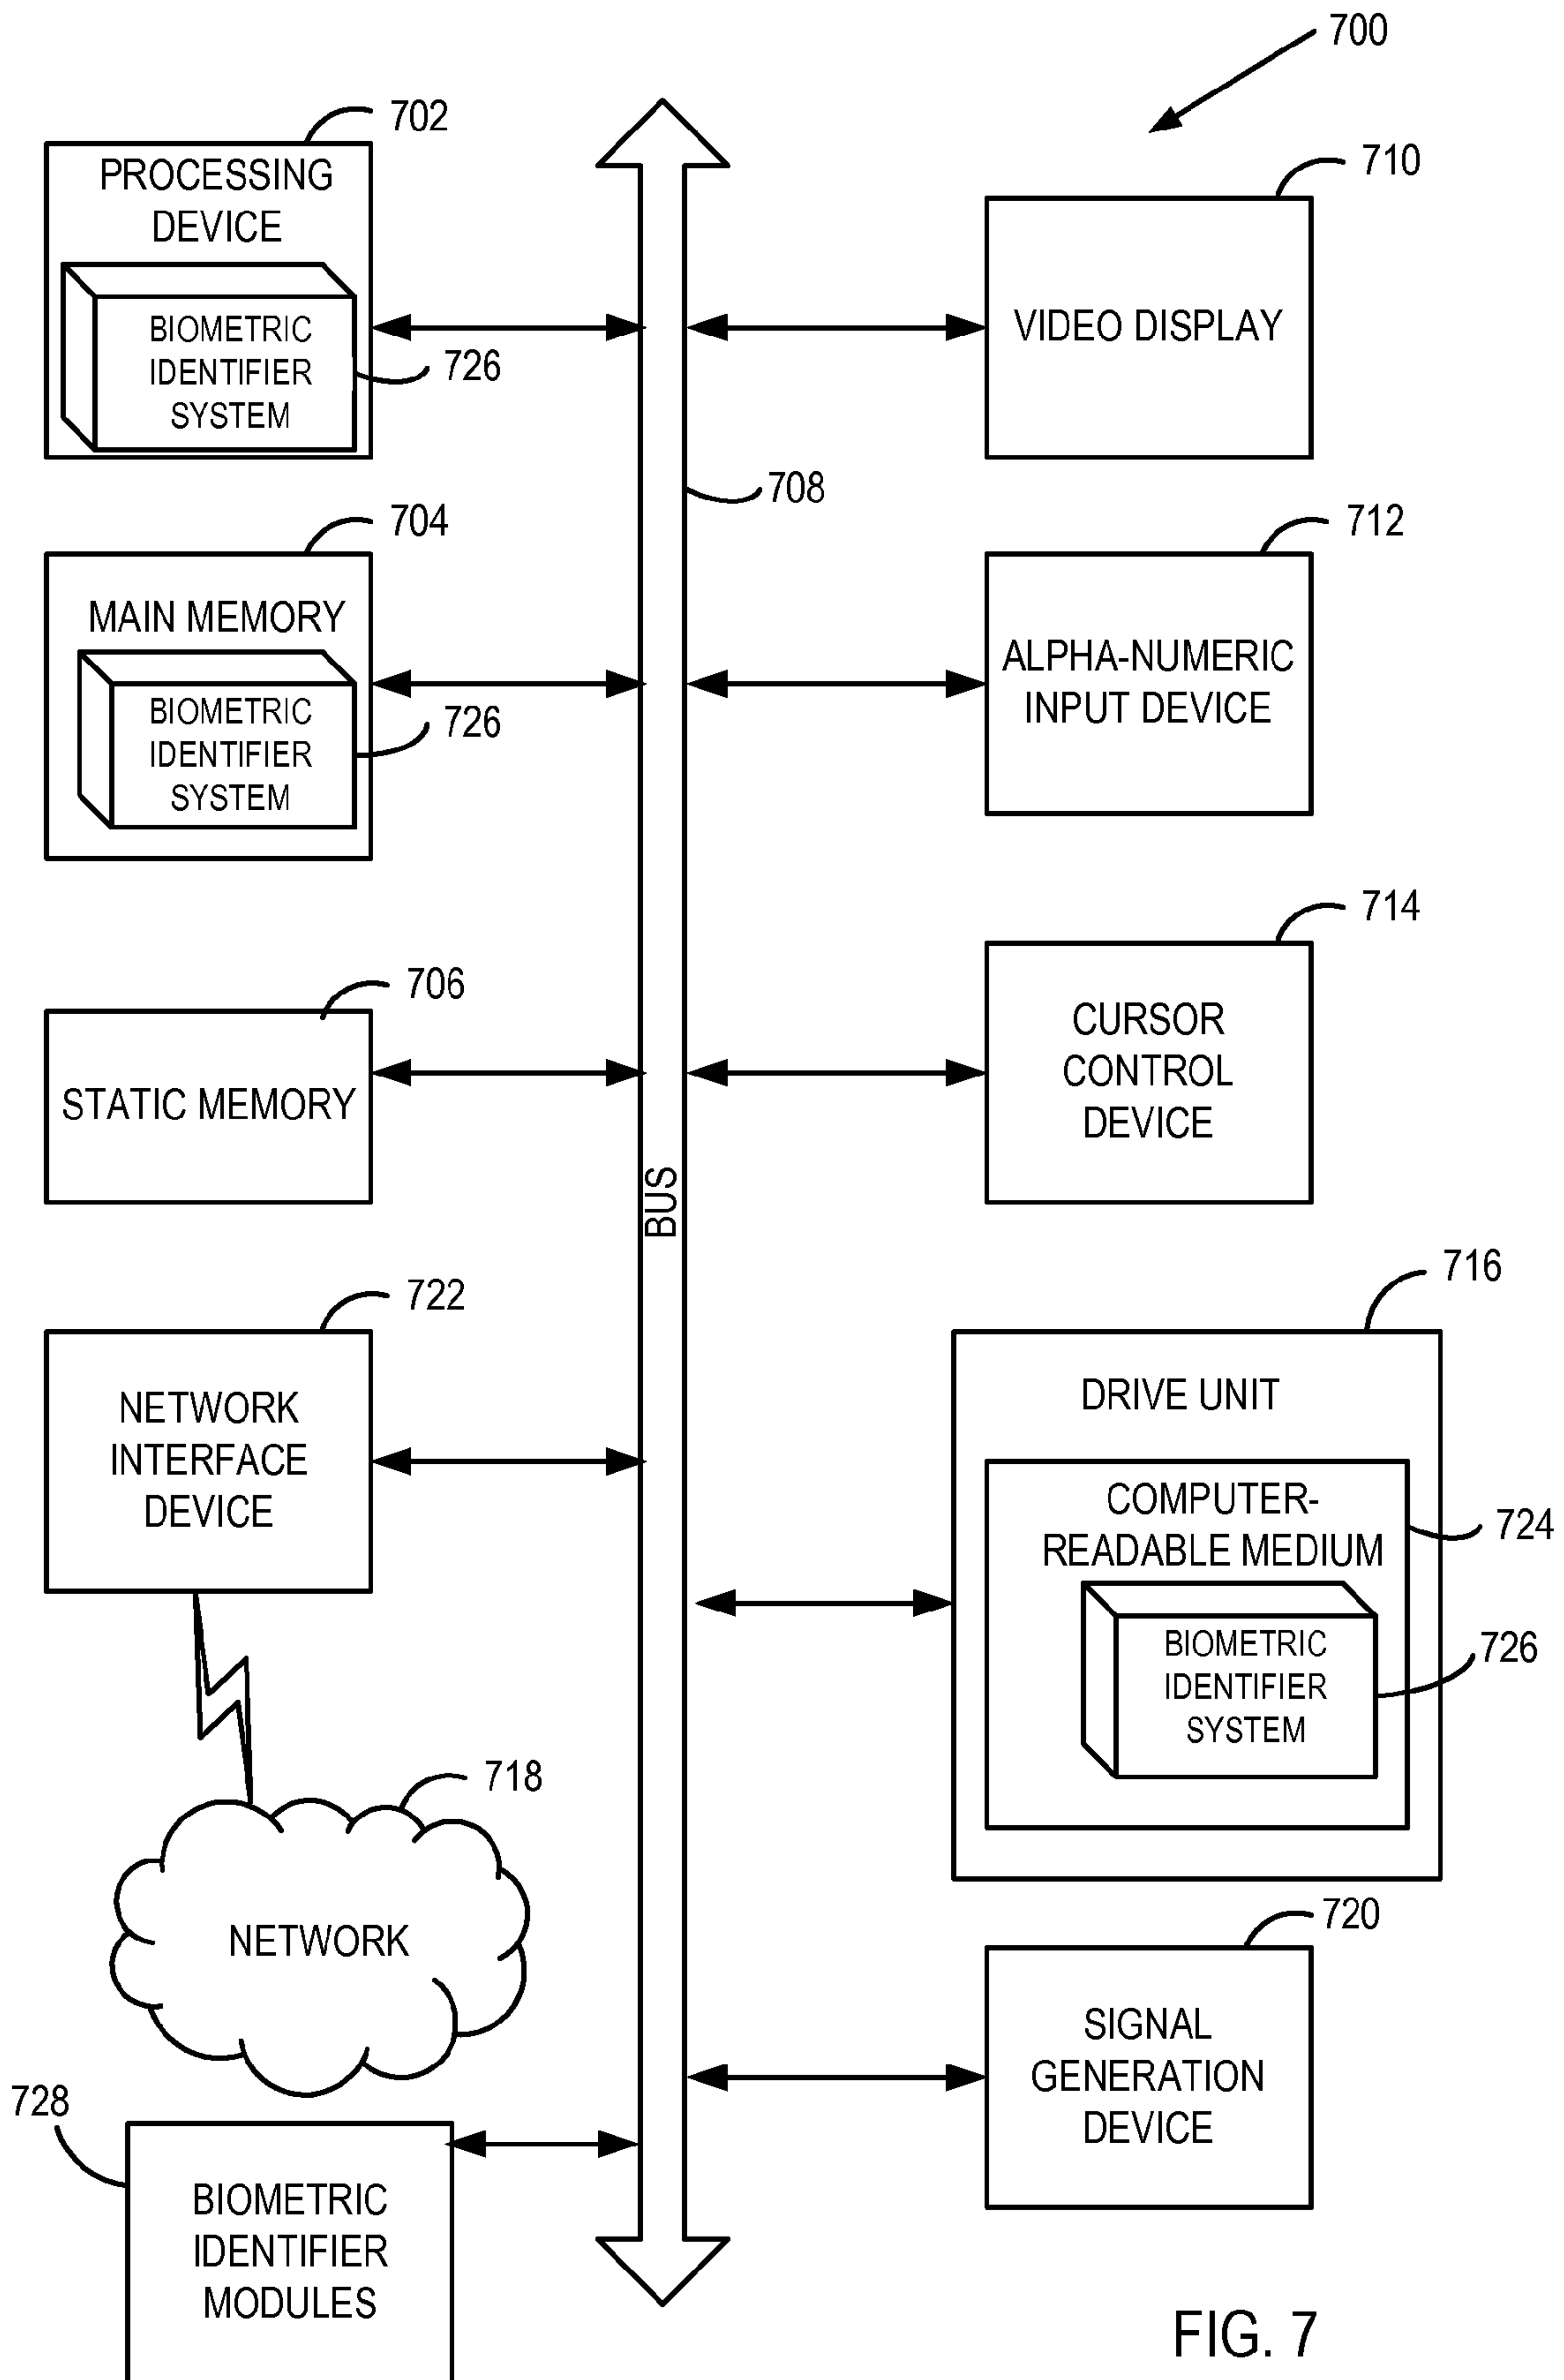 700
702
PROCESSING
DEVICE
BIOMETRIC
IDENTIFIER
SYSTEM
726
710
VIDEO DISPLAY
708
704
MAIN MEMORY
BIOMETRIC
IDENTIFIER
SYSTEM
726
712
ALPHA-NUMERIC
INPUT DEVICE
706
STATIC MEMORY
714
CURSOR
CONTROL
DEVICE
BUS
722
NETWORK
INTERFACE
DEVICE
716
DRIVE UNIT
COMPUTER-
READABLE MEDIUM
724
BIOMETRIC
IDENTIFIER
SYSTEM
726
718
NETWORK
720
SIGNAL
GENERATION
DEVICE
728
BIOMETRIC
IDENTIFIER
MODULES
FIG. 7